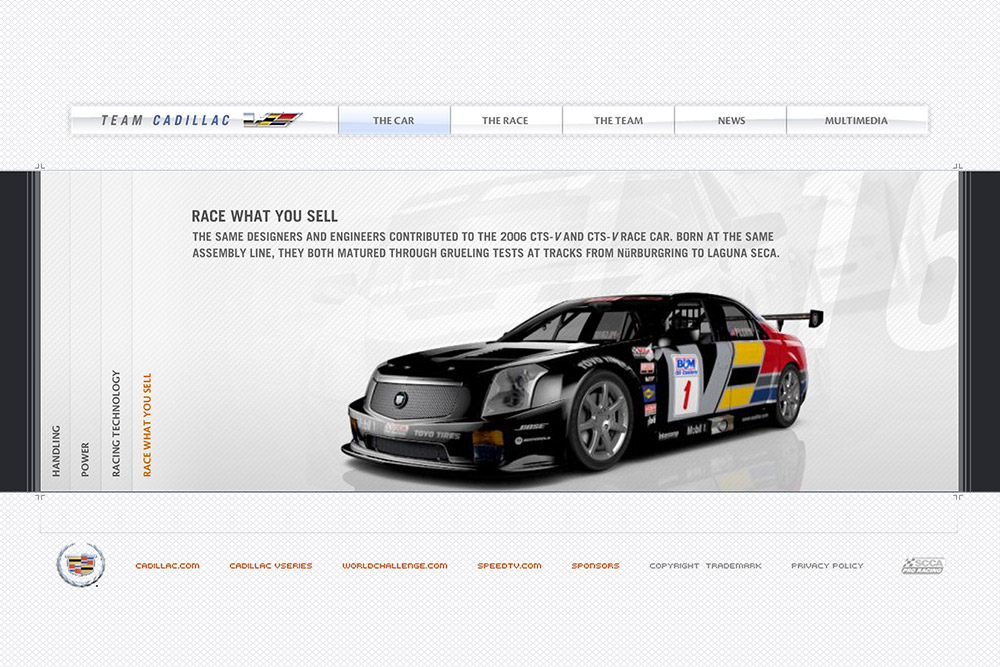 TEAM CADILLAC
THE CAR
THE RACE
THE TEAM
NEWS
MULTIMEDIA
RACE WHAT YOU SELL
THE SAME DESIGNERS AND ENGINEERS CONTRIBUTED TO THE 2006 CTS-V AND CTS-V RACE CAR. BORN AT THE SAME
ASSEMBLY LINE, THEY BOTH MATURED THROUGH GRUELING TESTS AT TRACKS FROM NüRBURGRING TO LAGUNA SECA.
HANDLING
POWER
RACING TECHNOLOGY
RACE WHAT YOU SELL
16
TOYO TIRES
BOSE
MOTOROLA
B&M
Oil Coolers
1
V
Mobil 1
CADILLAC.COM
CADILLAC VSERIES
WORLDCHALLENGE.COM
SPEEDTV.COM
SPONSORS
COPYRIGHT TRADEMARK
PRIVACY POLICY
SCCA
PRO RACING